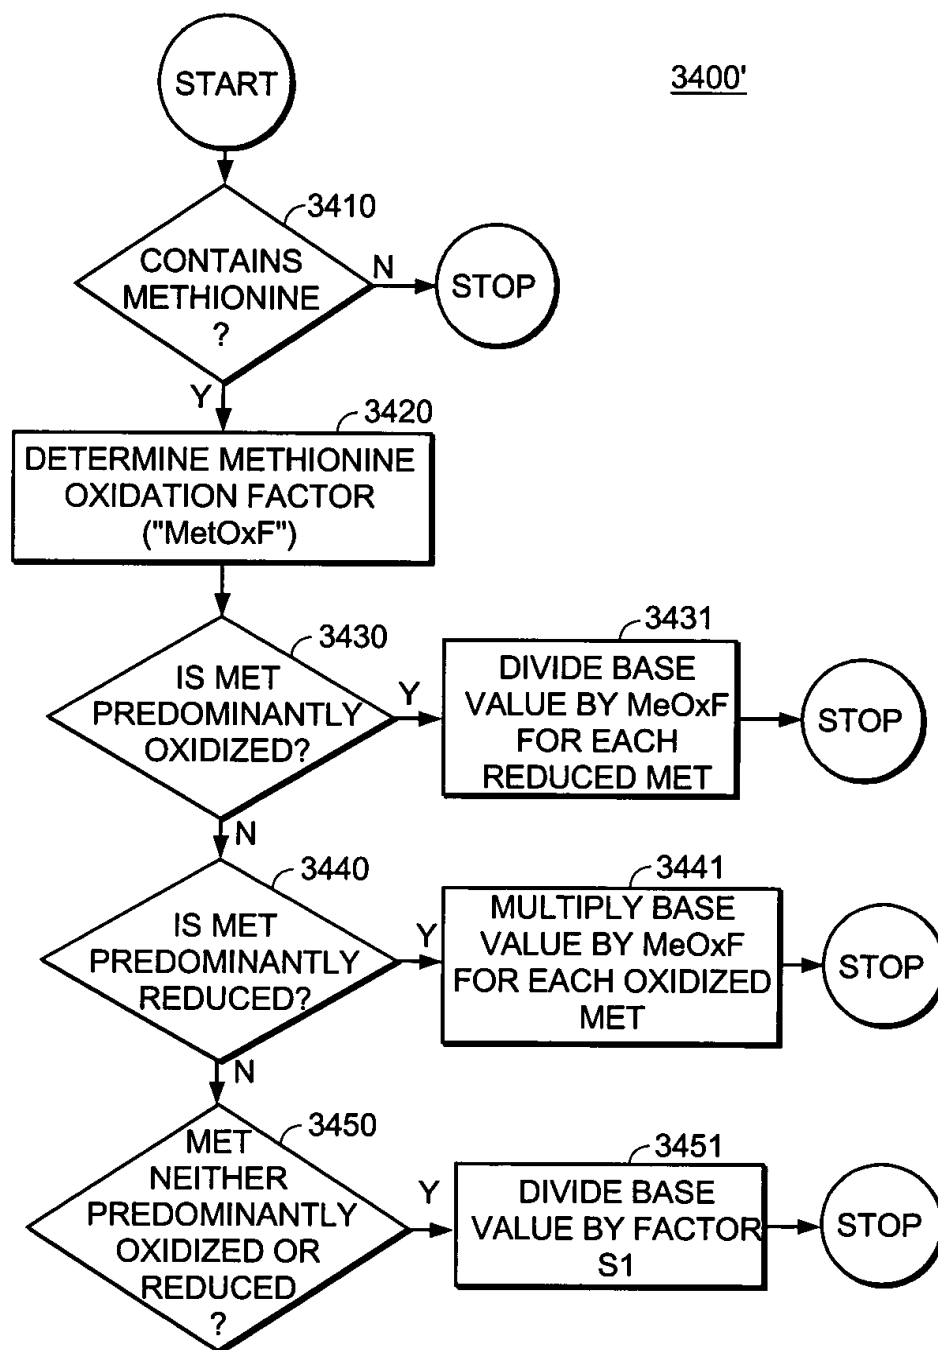 START
3400'
3410
CONTAINS
METHIONINE
?
N
STOP
Y
3420
DETERMINE METHIONINE
OXIDATION FACTOR
("MetOxF")
3430
IS MET
PREDOMINANTLY
OXIDIZED?
Y
3431
DIVIDE BASE
VALUE BY MeOxF
FOR EACH
REDUCED MET
STOP
N
3440
IS MET
PREDOMINANTLY
REDUCED?
Y
3441
MULTIPLY BASE
VALUE BY MeOxF
FOR EACH OXIDIZED
MET
STOP
N
3450
MET
NEITHER
PREDOMINANTLY
OXIDIZED OR
REDUCED
?
Y
3451
DIVIDE BASE
VALUE BY FACTOR
S1
STOP